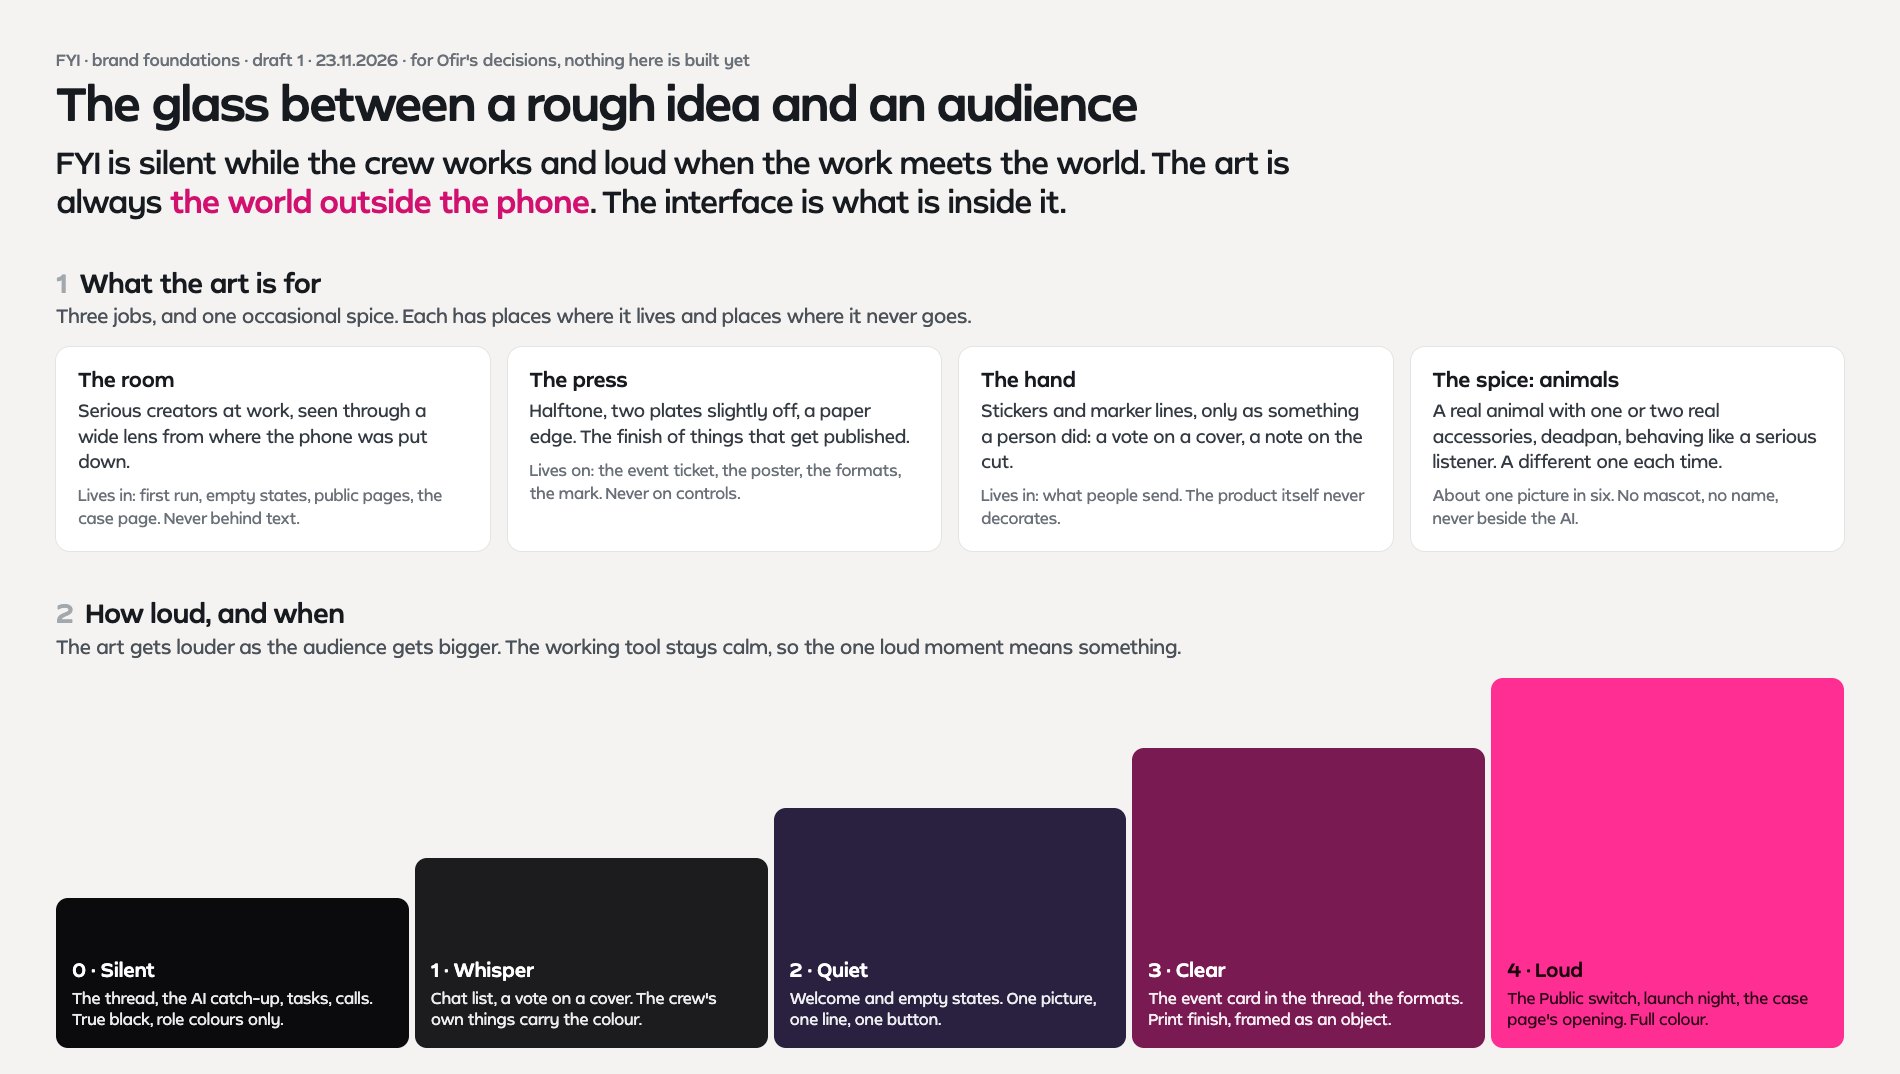 FYI · brand foundations · draft 1 · 23.11.2026 · for Ofir's decisions, nothing here is built yet
The glass between a rough idea and an audience
FYI is silent while the crew works and loud when the work meets the world. The art is
always the world outside the phone. The interface is what is inside it.
1 What the art is for
Three jobs, and one occasional spice. Each has places where it lives and places where it never goes.
The room
Serious creators at work, seen through a
wide lens from where the phone was put
down.
Lives in: first run, empty states, public pages, the
case page. Never behind text.
The press
Halftone, two plates slightly off, a paper
edge. The finish of things that get published.
Lives on: the event ticket, the poster, the formats,
the mark. Never on controls.
The hand
Stickers and marker lines, only as something
a person did: a vote on a cover, a note on the
cut.
Lives in: what people send. The product itself never
decorates.
The spice: animals
A real animal with one or two real
accessories, deadpan, behaving like a serious
listener. A different one each time.
About one picture in six. No mascot, no name,
never beside the AI.
2 How loud, and when
The art gets louder as the audience gets bigger. The working tool stays calm, so the one loud moment means something.
0 · Silent
The thread, the AI catch-up, tasks, calls.
True black, role colours only.
1 · Whisper
Chat list, a vote on a cover. The crew's
own things carry the colour.
2 · Quiet
Welcome and empty states. One picture,
one line, one button.
3 · Clear
The event card in the thread, the formats.
Print finish, framed as an object.
4 · Loud
The Public switch, launch night, the case
page's opening. Full colour.